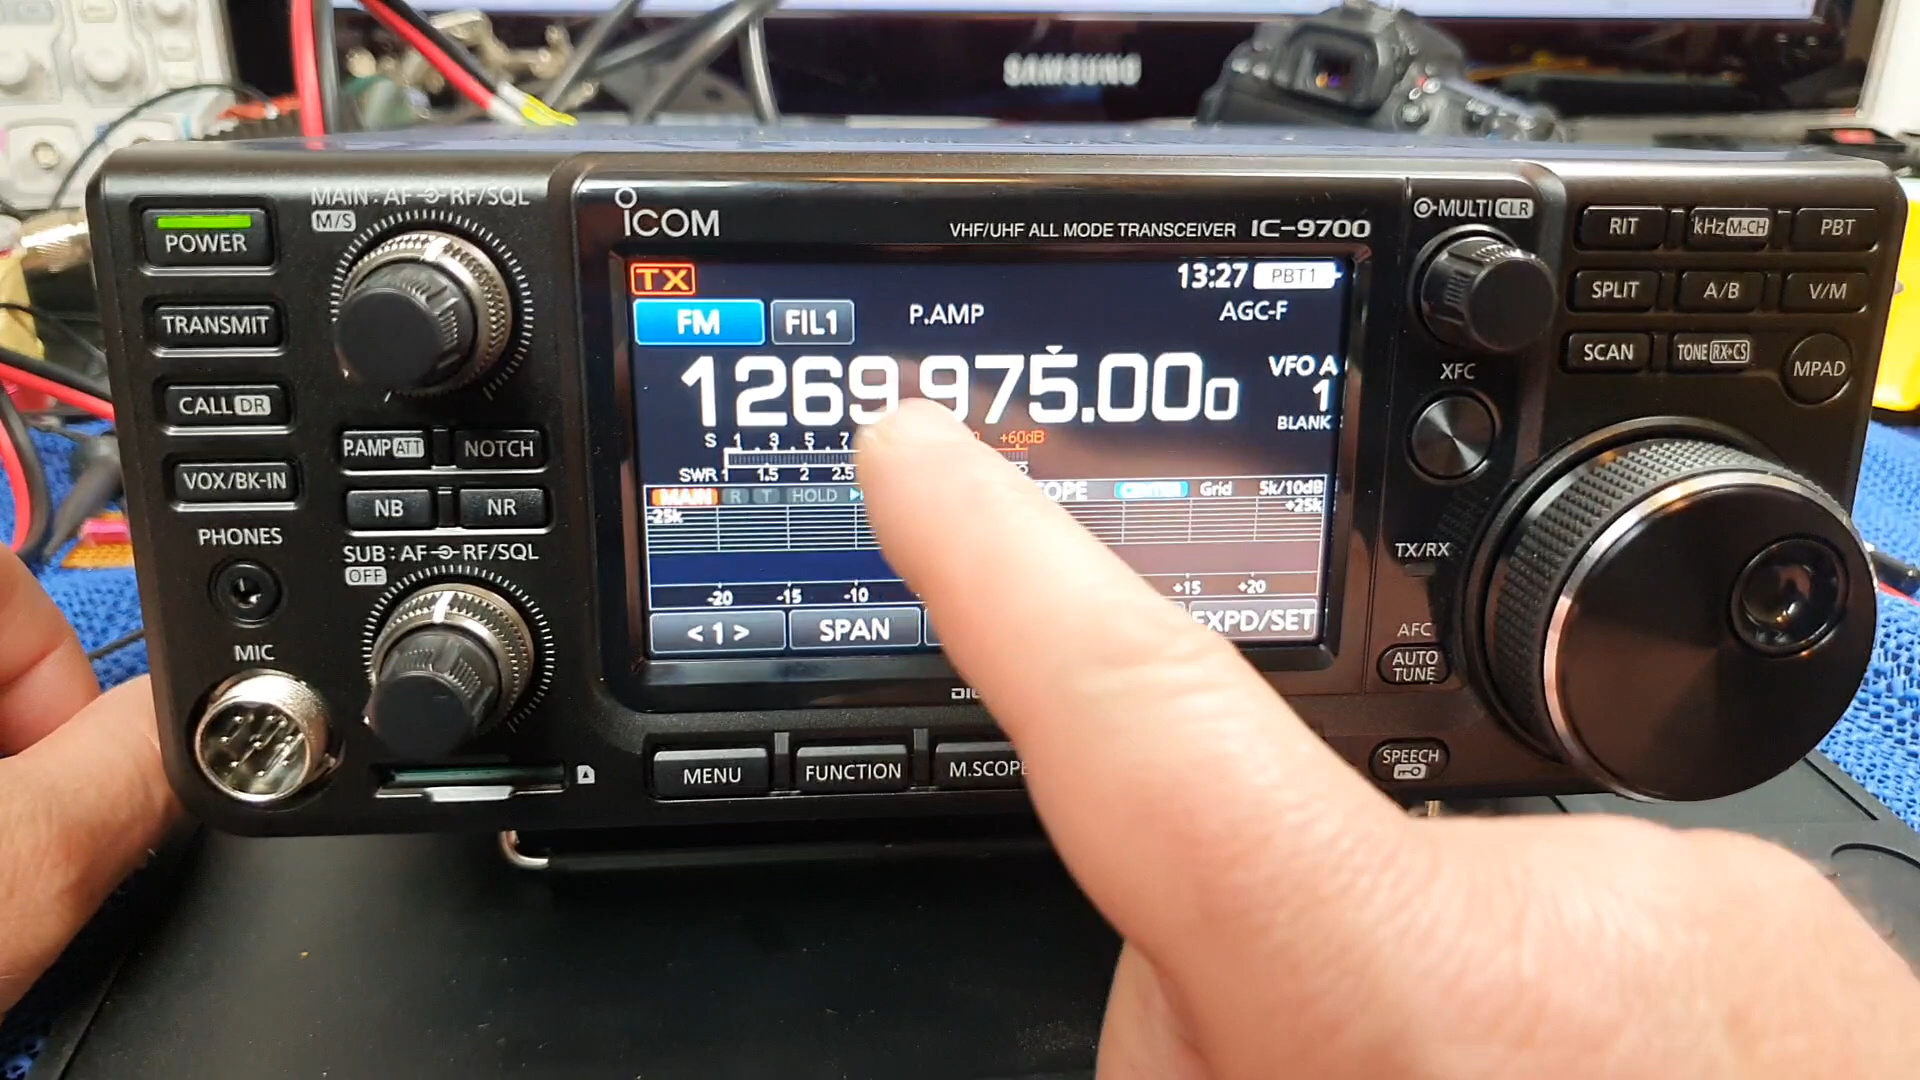 SAMSUNG
MAIN : AF RF/SQL
M/S
POWER
TRANSMIT
CALL DR
VOX/BK-IN
P.AMP ATT
NOTCH
NB
NR
PHONES
SUB : AF RF/SQL
OFF
MIC
ICOM
VHF/UHF ALL MODE TRANSCEIVER IC-9700
TX
13:27 PBT1
FM FIL1 P.AMP AGC-F
1269 975.000
VFO A
1
BLANK
S 1 3 5 7 +60dB
SWR 1 1.5 2 2.5
MAIN R T HOLD Grid 5k/10dB
-25k +25k
-20 -15 -10 +15 +20
<1> SPAN EXPD/SET
MENU
FUNCTION
M.SCOPE
MULTI CLR
RIT
kHz M-CH
PBT
SPLIT
A/B
V/M
SCAN
TONE RX→CS
MPAD
XFC
TX/RX
AFC
AUTO
TUNE
SPEECH